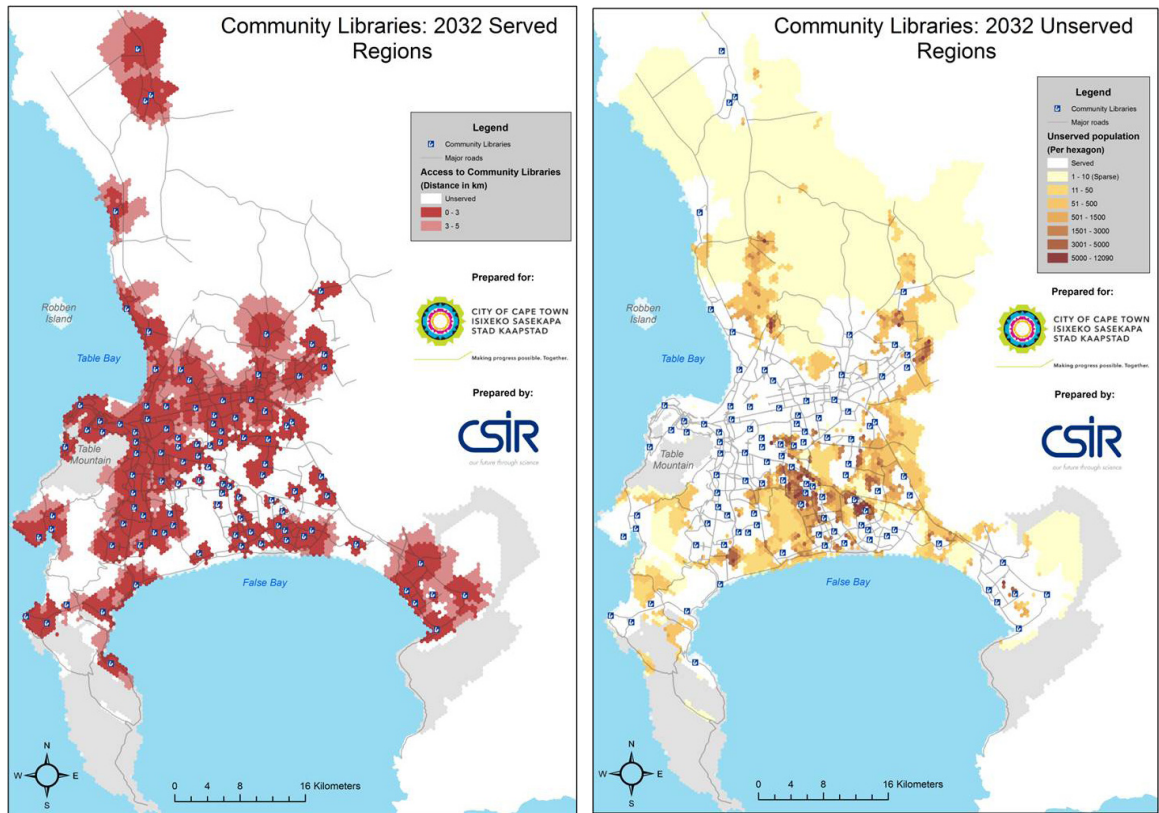 Community Libraries: 2032 Served
Regions
Legend
Community Libraries
Major roads
Access to Community Libraries
(Distance in km)
Unserved
0 - 3
3 - 5
Prepared for:
CITY OF CAPE TOWN
ISIXEKO SASEKAPA
STAD KAAPSTAD
Making progress possible. Together.
Prepared by:
CSIR
our future through science
Robben
Island
Table Bay
Table
Mountain
False Bay
N
W E
S
0 4 8 16 Kilometers
Community Libraries: 2032 Unserved
Regions
Legend
Community Libraries
Major roads
Unserved population
(Per hexagon)
Served
1 - 10 (Sparse)
11 - 50
51 - 500
501 - 1500
1501 - 3000
3001 - 5000
5000 - 12090
Prepared for:
CITY OF CAPE TOWN
ISIXEKO SASEKAPA
STAD KAAPSTAD
Making progress possible. Together.
Prepared by:
CSIR
our future through science
Robben
Island
Table Bay
Table
Mountain
False Bay
N
W E
S
0 4 8 16 Kilometers